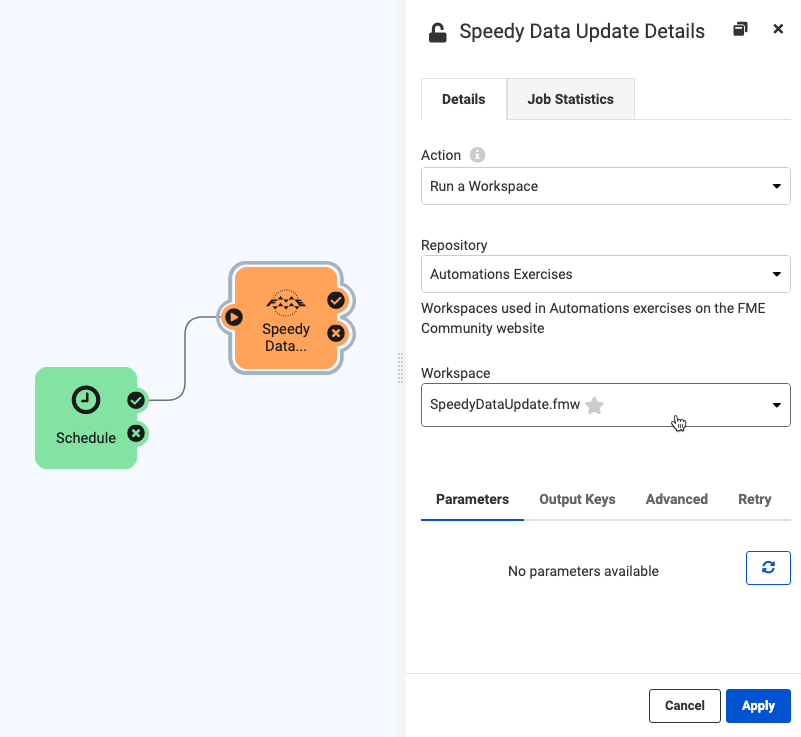 Schedule
Speedy
Data...
Speedy Data Update Details
Details
Job Statistics
Action
Run a Workspace
Repository
Automations Exercises
Workspaces used in Automations exercises on the FME
Community website
Workspace
SpeedyDataUpdate.fmw
Parameters
Output Keys
Advanced
Retry
No parameters available
Cancel
Apply